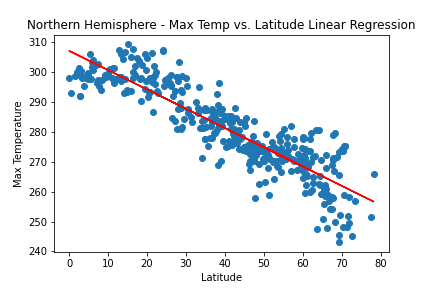 Northern Hemisphere - Max Temp vs. Latitude Linear Regression
310
300
290
280
270
260
250
240
Max Temperature
0 10 20 30 40 50 60 70 80
Latitude